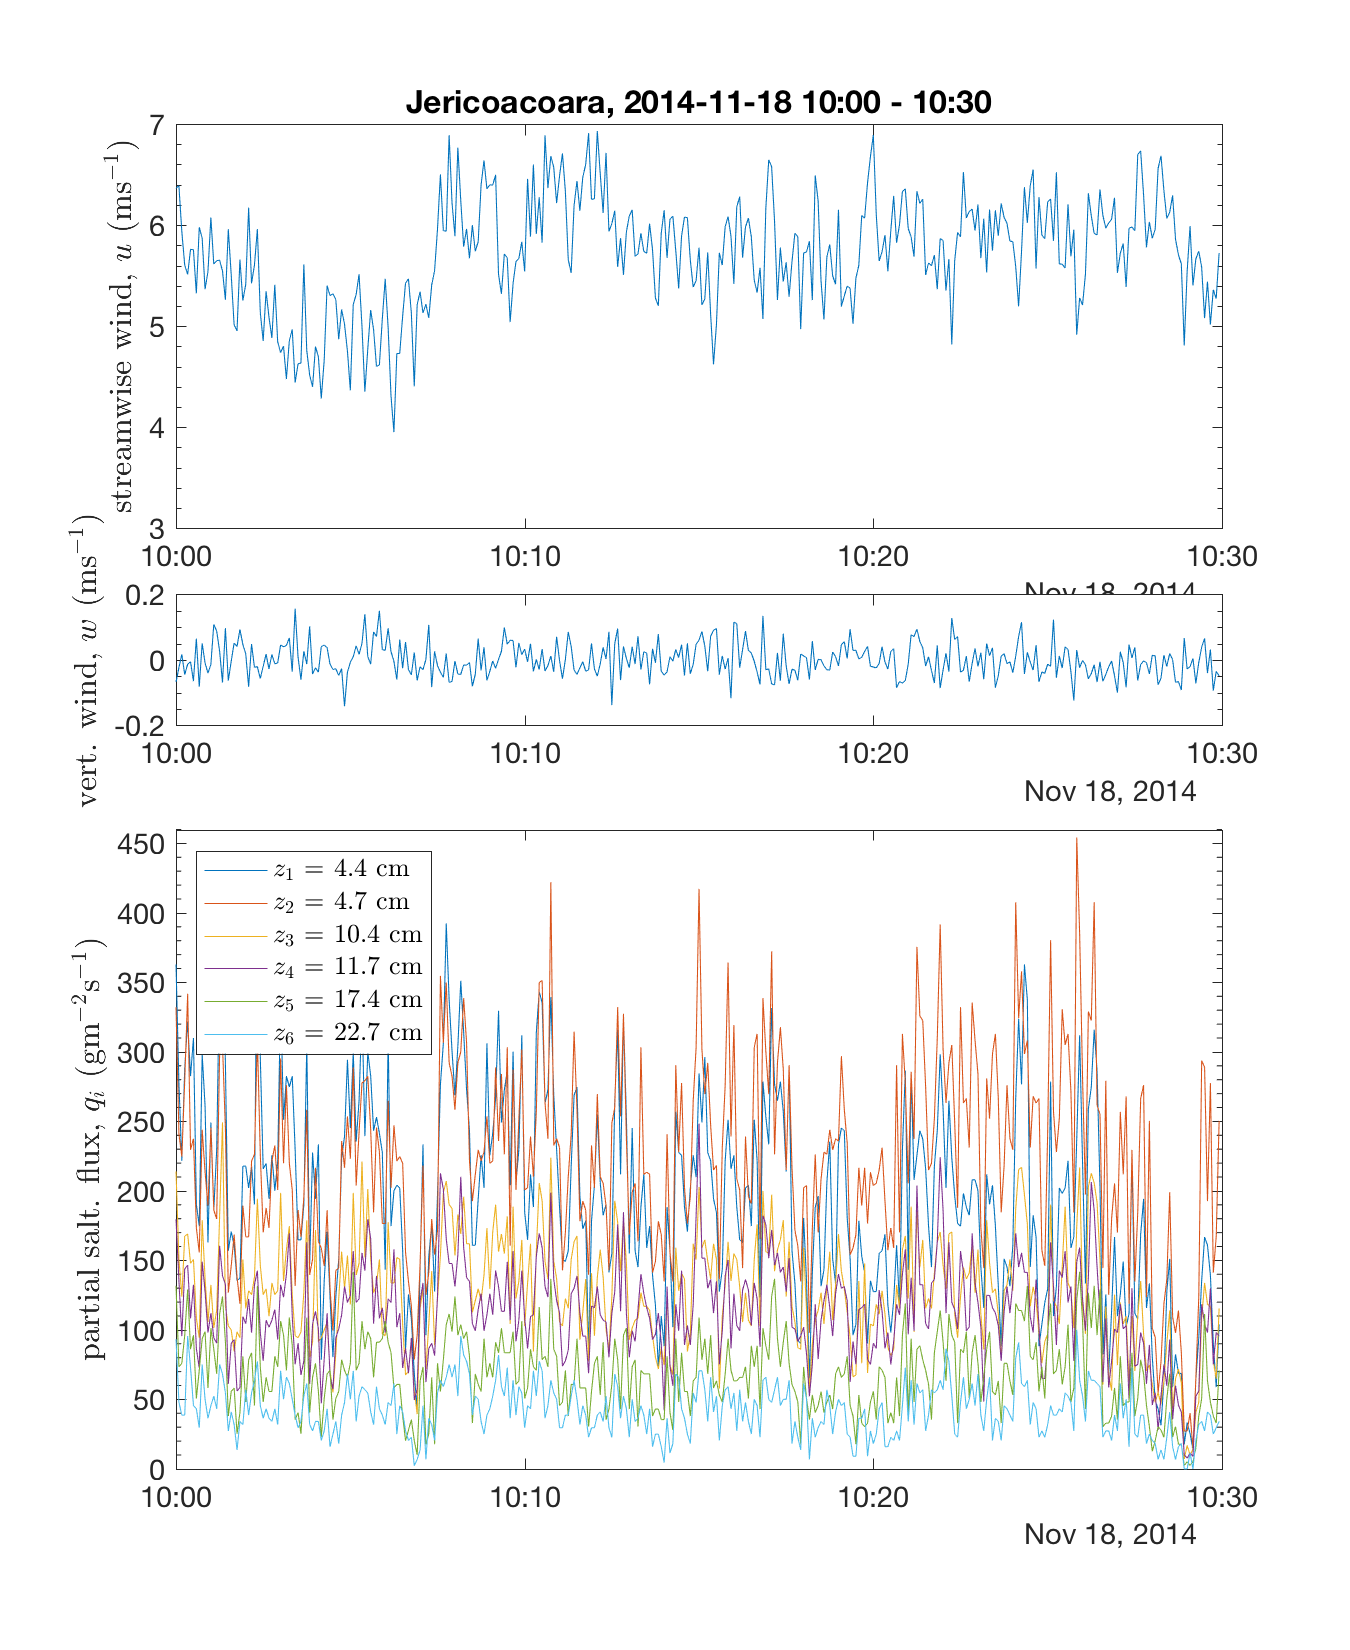 Jericoacoara, 2014-11-18 10:00 - 10:30
7
6
5
4
3
streamwise wind, u (ms⁻¹)
10:00 10:10 10:20 10:30
Nov 18, 2014
0.2
0
-0.2
vert. wind, w (ms⁻¹)
10:00 10:10 10:20 10:30
Nov 18, 2014
450
400
350
300
250
200
150
100
50
0
partial salt. flux, qᵢ (gm⁻²s⁻¹)
z₁ = 4.4 cm
z₂ = 4.7 cm
z₃ = 10.4 cm
z₄ = 11.7 cm
z₅ = 17.4 cm
z₆ = 22.7 cm
10:00 10:10 10:20 10:30
Nov 18, 2014